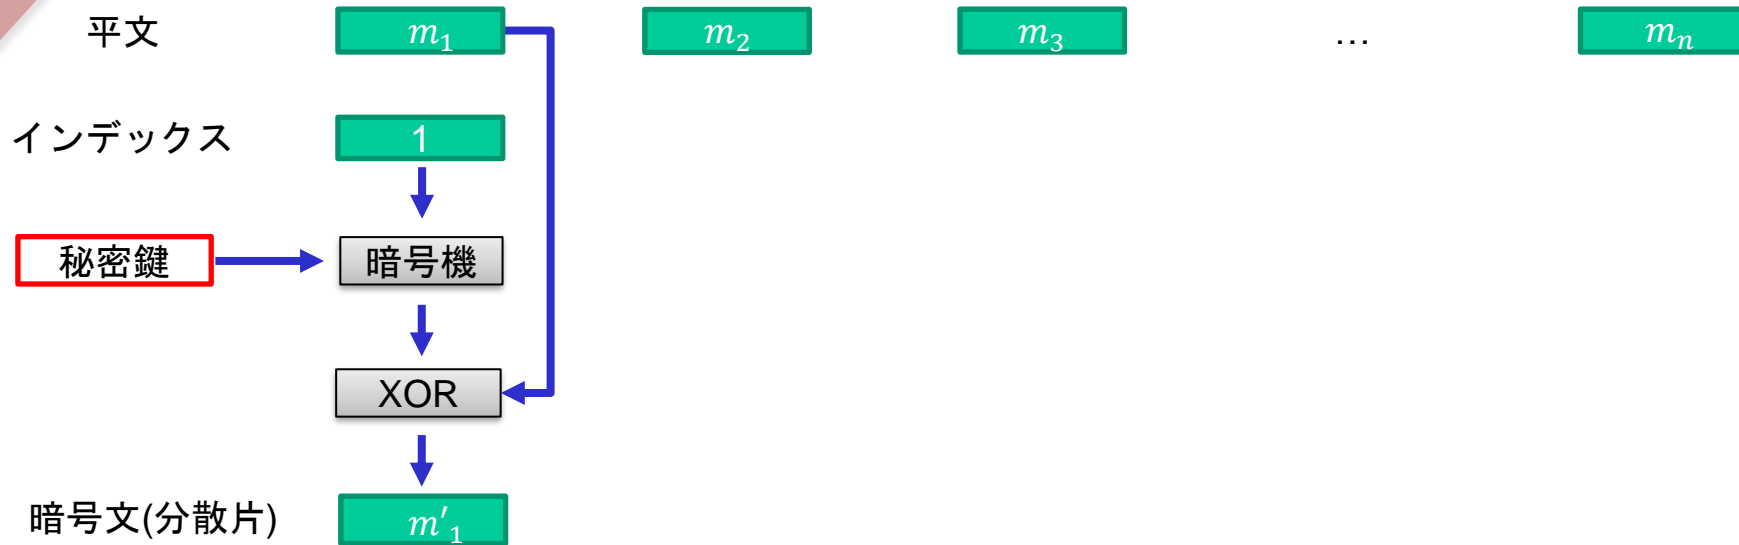 平文 m₁ m₂ m₃ … mₙ
インデックス 1
秘密鍵 暗号機
XOR
暗号文(分散片) m′₁